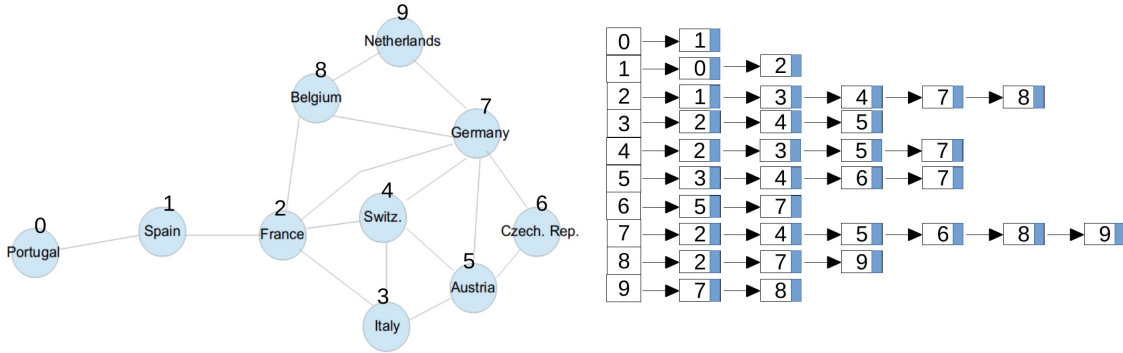 9
Netherlands
8
Belgium
7
Germany
4
Switz.
6
Czech. Rep.
2
France
1
Spain
0
Portugal
5
Austria
3
Italy
0 1
1 0 2
2 1 3 4 7 8
3 2 4 5
4 2 3 5 7
5 3 4 6 7
6 5 7
7 2 4 5 6 8 9
8 2 7 9
9 7 8